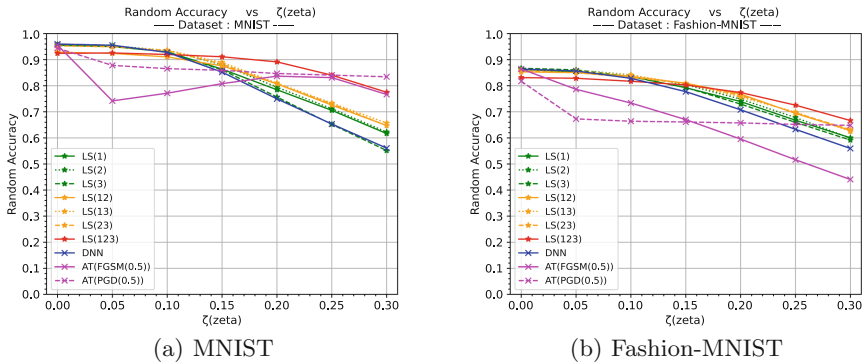 Random Accuracy vs ζ(zeta)
—— Dataset : MNIST -——
1.0
0.9
0.8
0.7
0.6
0.5
0.4
0.3
0.2
0.1
0.0
Random Accuracy
LS(1)
LS(2)
LS(3)
LS(12)
LS(13)
LS(23)
LS(123)
DNN
AT(FGSM(0.5))
AT(PGD(0.5))
0.00 0.05 0.10 0.15 0.20 0.25 0.30
ζ(zeta)
(a) MNIST
Random Accuracy vs ζ(zeta)
—— Dataset : Fashion-MNIST —–—
1.0
0.9
0.8
0.7
0.6
0.5
0.4
0.3
0.2
0.1
0.0
Random Accuracy
LS(1)
LS(2)
LS(3)
LS(12)
LS(13)
LS(23)
LS(123)
DNN
AT(FGSM(0.5))
AT(PGD(0.5))
0.00 0.05 0.10 0.15 0.20 0.25 0.30
ζ(zeta)
(b) Fashion-MNIST